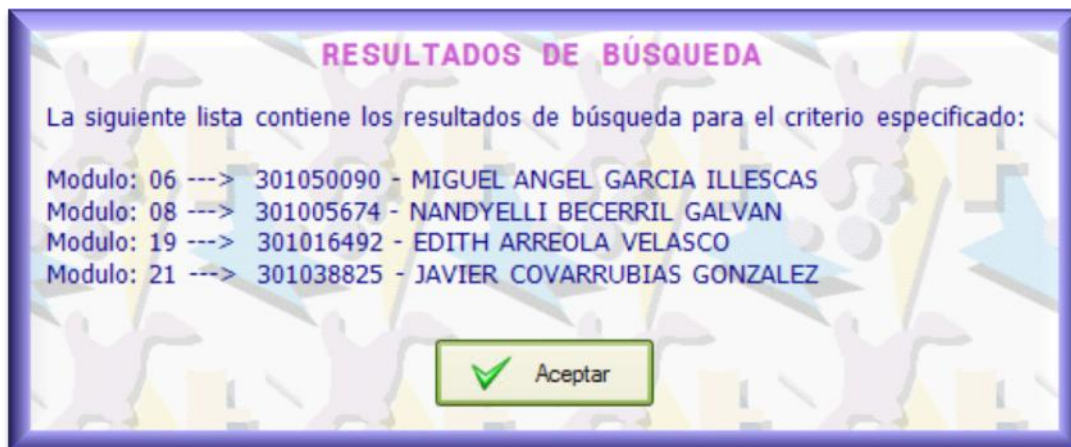 RESULTADOS DE BÚSQUEDA
La siguiente lista contiene los resultados de búsqueda para el criterio especificado:
Modulo: 06 ---> 301050090 - MIGUEL ANGEL GARCIA ILLESCAS
Modulo: 08 ---> 301005674 - NANDYELLI BECERRIL GALVAN
Modulo: 19 ---> 301016492 - EDITH ARREOLA VELASCO
Modulo: 21 ---> 301038825 - JAVIER COVARRUBIAS GONZALEZ
Aceptar